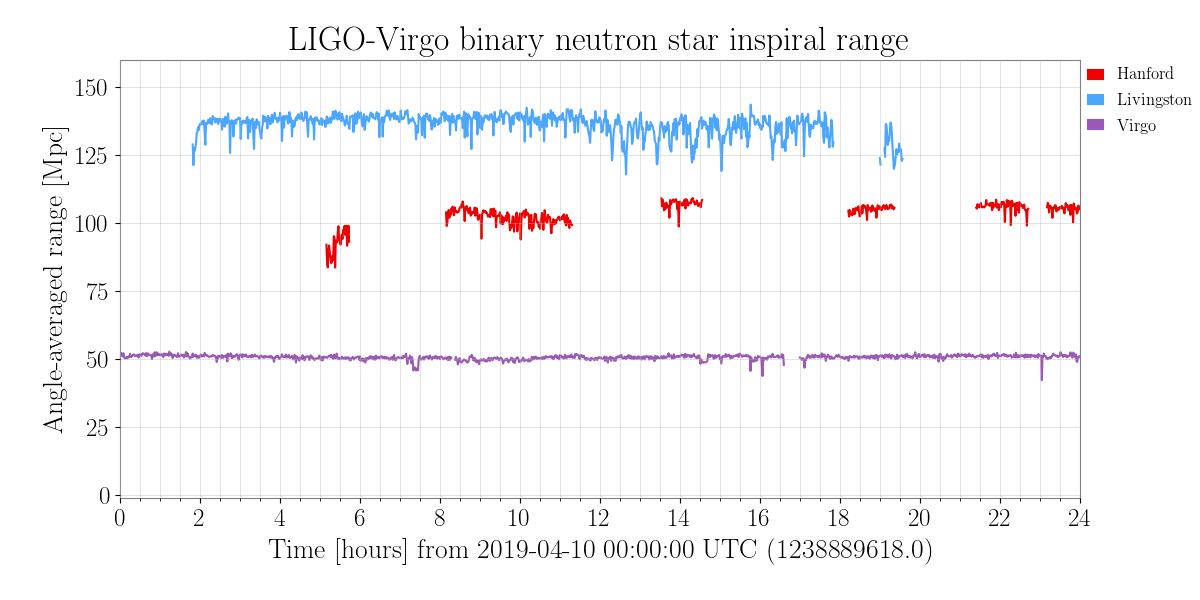 LIGO-Virgo binary neutron star inspiral range
Angle-averaged range [Mpc]
150
125
100
75
50
25
0
0 2 4 6 8 10 12 14 16 18 20 22 24
Time [hours] from 2019-04-10 00:00:00 UTC (1238889618.0)
Hanford
Livingston
Virgo